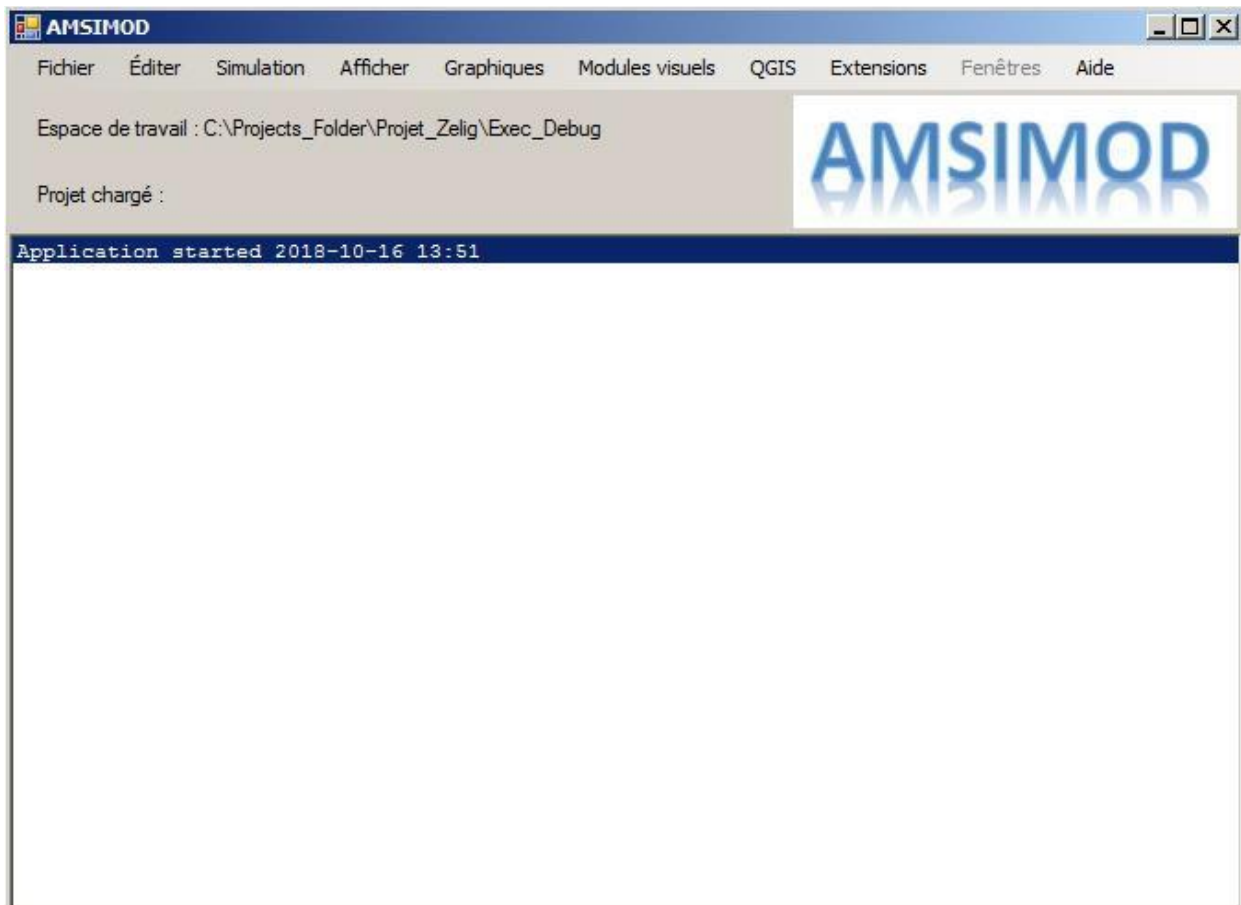 AMSIMOD
Fichier Éditer Simulation Afficher Graphiques Modules visuels QGIS Extensions Fenêtres Aide
Espace de travail : C:\Projects_Folder\Projet_Zelig\Exec_Debug
AMSIMOD
Projet chargé :
Application started 2018-10-16 13:51